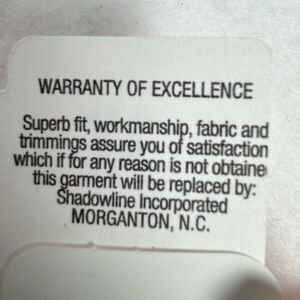 WARRANTY OF EXCELLENCE
Superb fit, workmanship, fabric and
trimmings assure you of satisfaction
which if for any reason is not obtaine
this garment will be replaced by:
Shadowline Incorporated
MORGANTON, N.C.